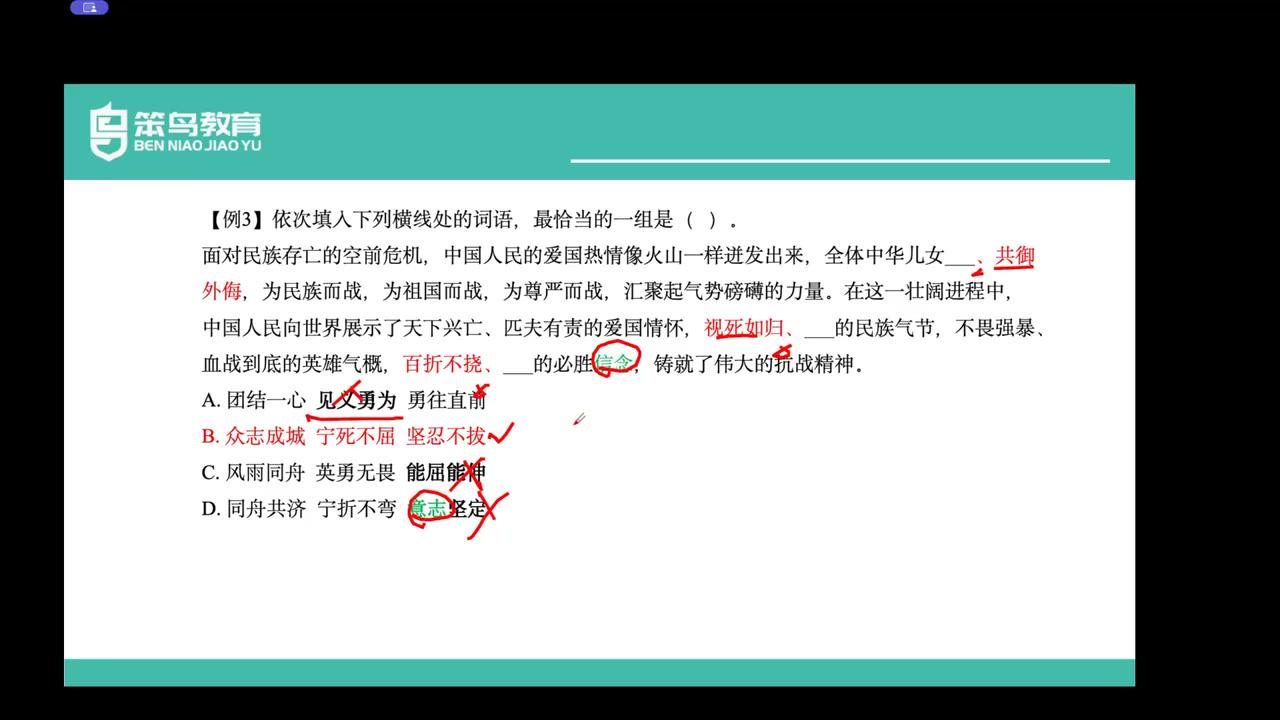 笨鸟教育
BEN NIAO JIAO YU
【例3】依次填入下列横线处的词语，最恰当的一组是（ ）。
面对民族存亡的空前危机，中国人民的爱国热情像火山一样迸发出来，全体中华儿女___、共御
外侮，为民族而战，为祖国而战，为尊严而战，汇聚起气势磅礴的力量。在这一壮阔进程中，
中国人民向世界展示了天下兴亡、匹夫有责的爱国情怀，视死如归、___的民族气节，不畏强暴、
血战到底的英雄气概，百折不挠、___的必胜信念，铸就了伟大的抗战精神。
A. 团结一心 见义勇为 勇往直前
B. 众志成城 宁死不屈 坚忍不拔
C. 风雨同舟 英勇无畏 能屈能伸
D. 同舟共济 宁折不弯 意志坚定